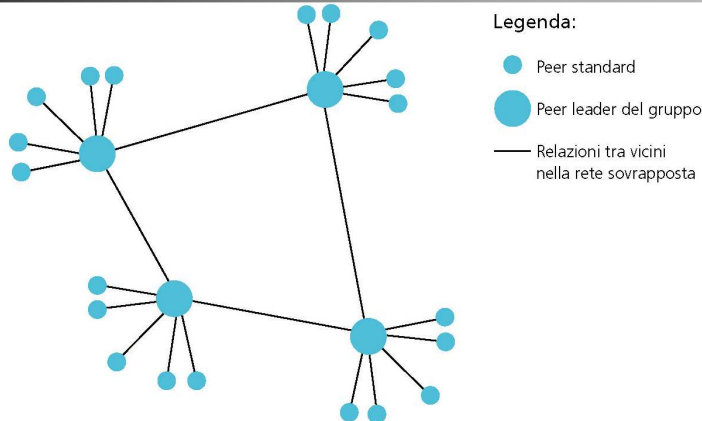 Legenda:
Peer standard
Peer leader del gruppo
Relazioni tra vicini
nella rete sovrapposta